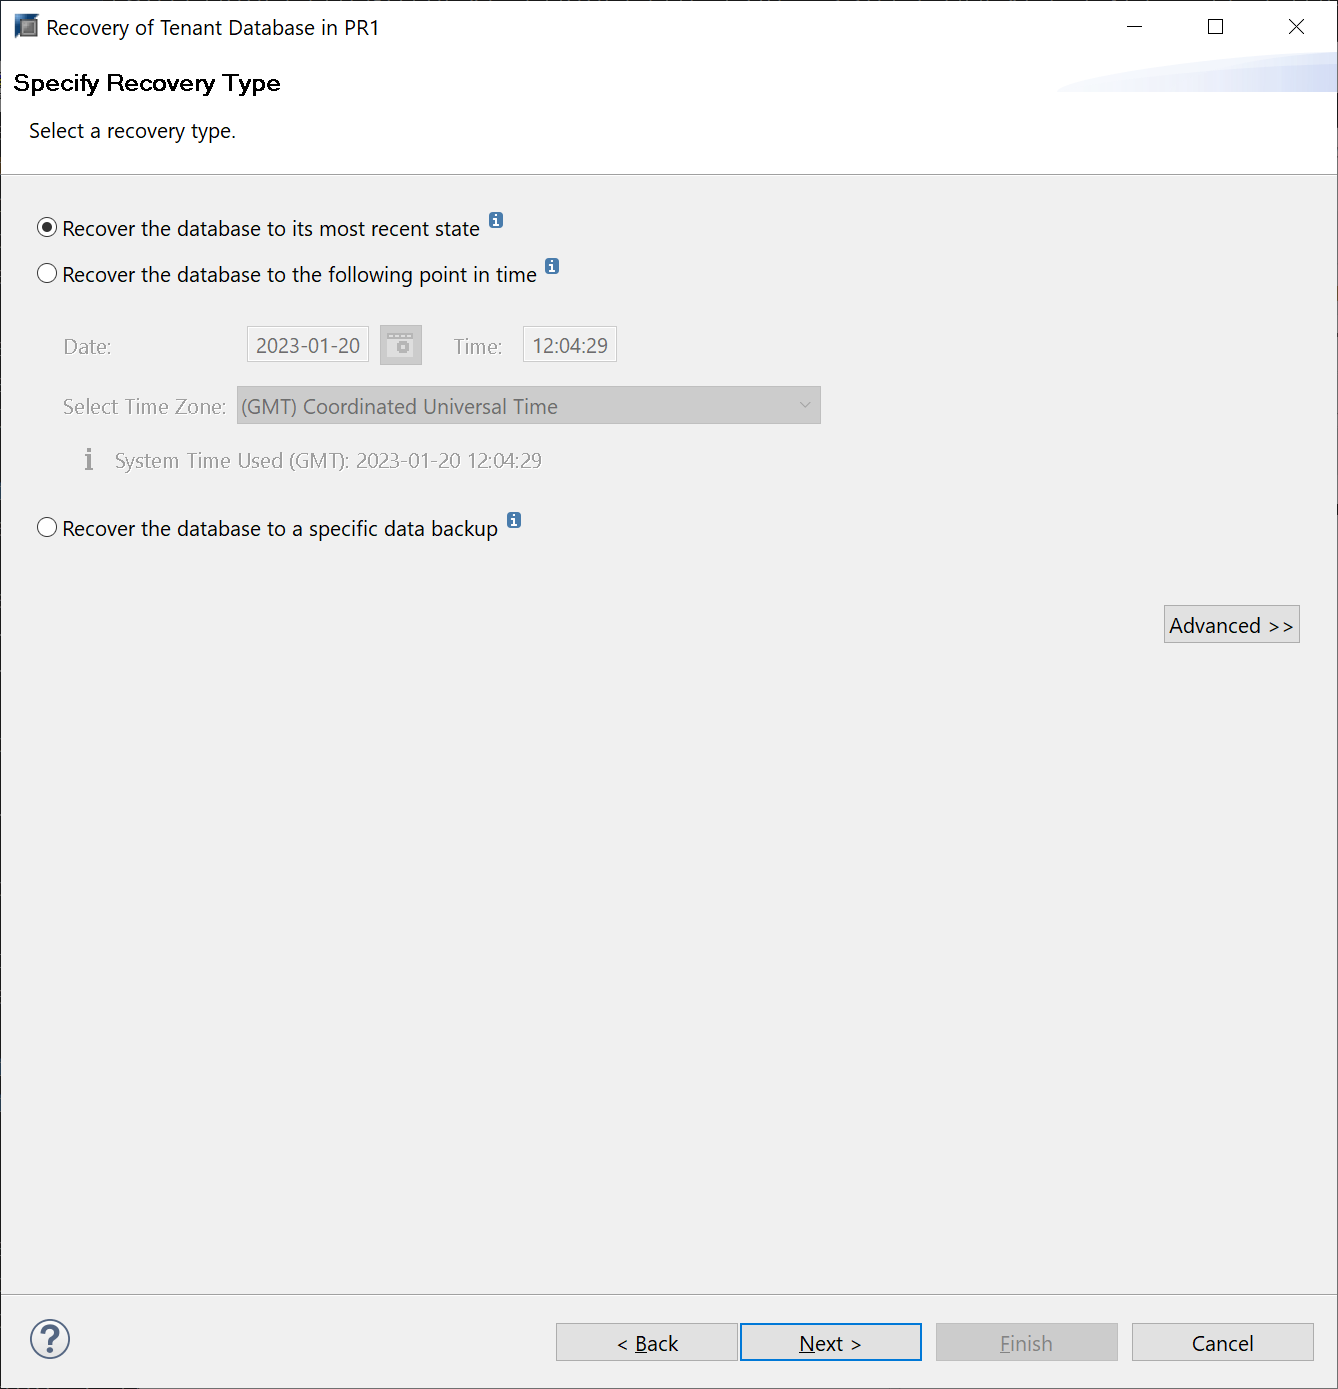 Recovery of Tenant Database in PR1
Specify Recovery Type
Select a recovery type.
Recover the database to its most recent state
Recover the database to the following point in time
Date: 2023-01-20 Time: 12:04:29
Select Time Zone: (GMT) Coordinated Universal Time
System Time Used (GMT): 2023-01-20 12:04:29
Recover the database to a specific data backup
Advanced >>
< Back Next > Finish Cancel